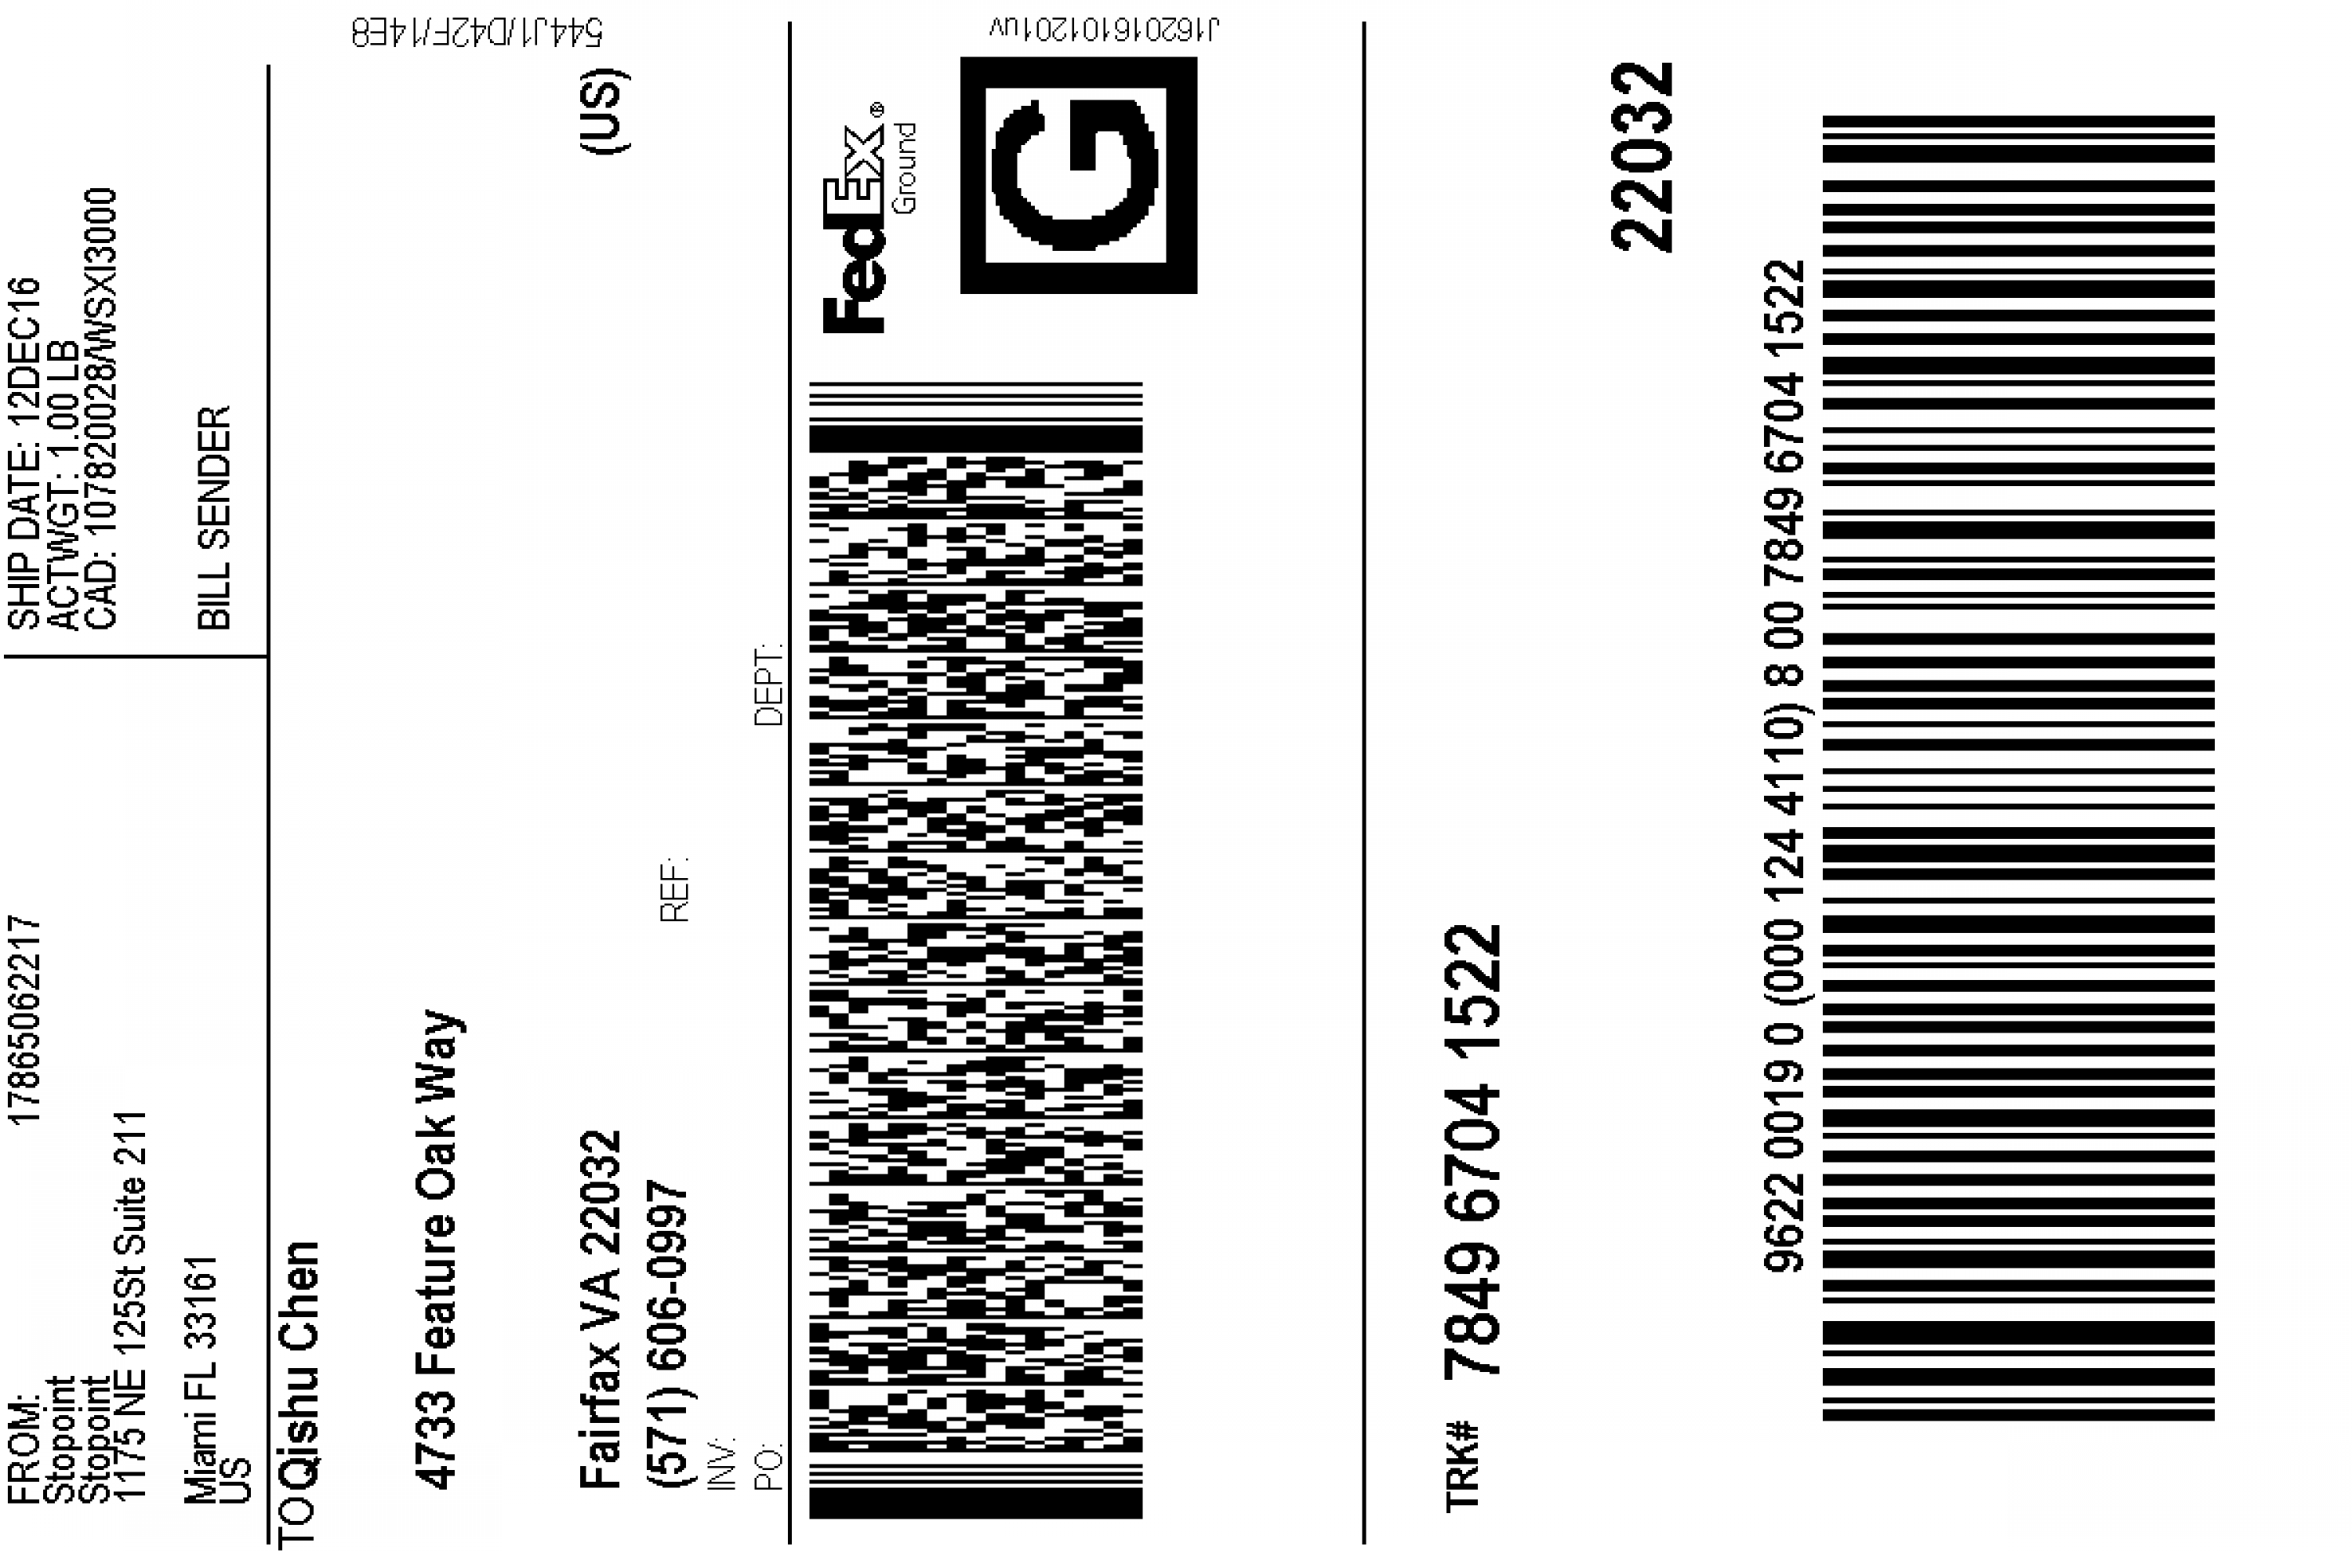 FROM: 17865062217
Stopoint
Stopoint
1175 NE 125St Suite 211
Miami FL 33161
US
SHIP DATE: 12DEC16
ACTWGT: 1.00 LB
CAD: 107820028/WSXI3000
BILL SENDER
TO Qishu Chen
4733 Feature Oak Way
Fairfax VA 22032 (US)
(571) 606-0997
REF:
INV:
PO: DEPT:
544J1/D42F/14E8
FedEx®
Ground
G
J162016101201uv
TRK# 7849 6704 1522
22032
9622 0019 0 (000 124 4110) 8 00 7849 6704 1522